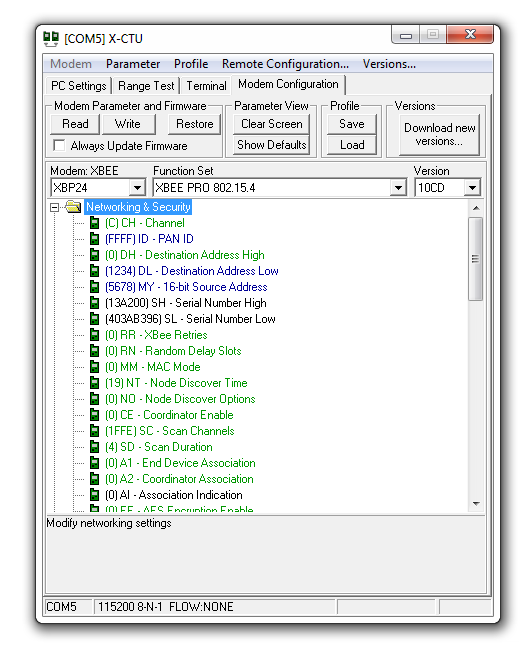 [COM5] X-CTU
Modem Parameter Profile Remote Configuration... Versions...
PC Settings Range Test Terminal Modem Configuration
Modem Parameter and Firmware Parameter View Profile Versions
Read Write Restore Clear Screen Save Download new versions...
Always Update Firmware Show Defaults Load
Modem: XBEE Function Set Version
XBP24 XBEE PRO 802.15.4 10CD
Networking & Security
(C) CH - Channel
(FFFF) ID - PAN ID
(0) DH - Destination Address High
(1234) DL - Destination Address Low
(5678) MY - 16-bit Source Address
(13A200) SH - Serial Number High
(403AB396) SL - Serial Number Low
(0) RR - XBee Retries
(0) RN - Random Delay Slots
(0) MM - MAC Mode
(19) NT - Node Discover Time
(0) NO - Node Discover Options
(0) CE - Coordinator Enable
(1FFE) SC - Scan Channels
(4) SD - Scan Duration
(0) A1 - End Device Association
(0) A2 - Coordinator Association
(0) AI - Association Indication
(0) EE - AES Encryption Enable
Modify networking settings
COM5 115200 8-N-1 FLOW:NONE